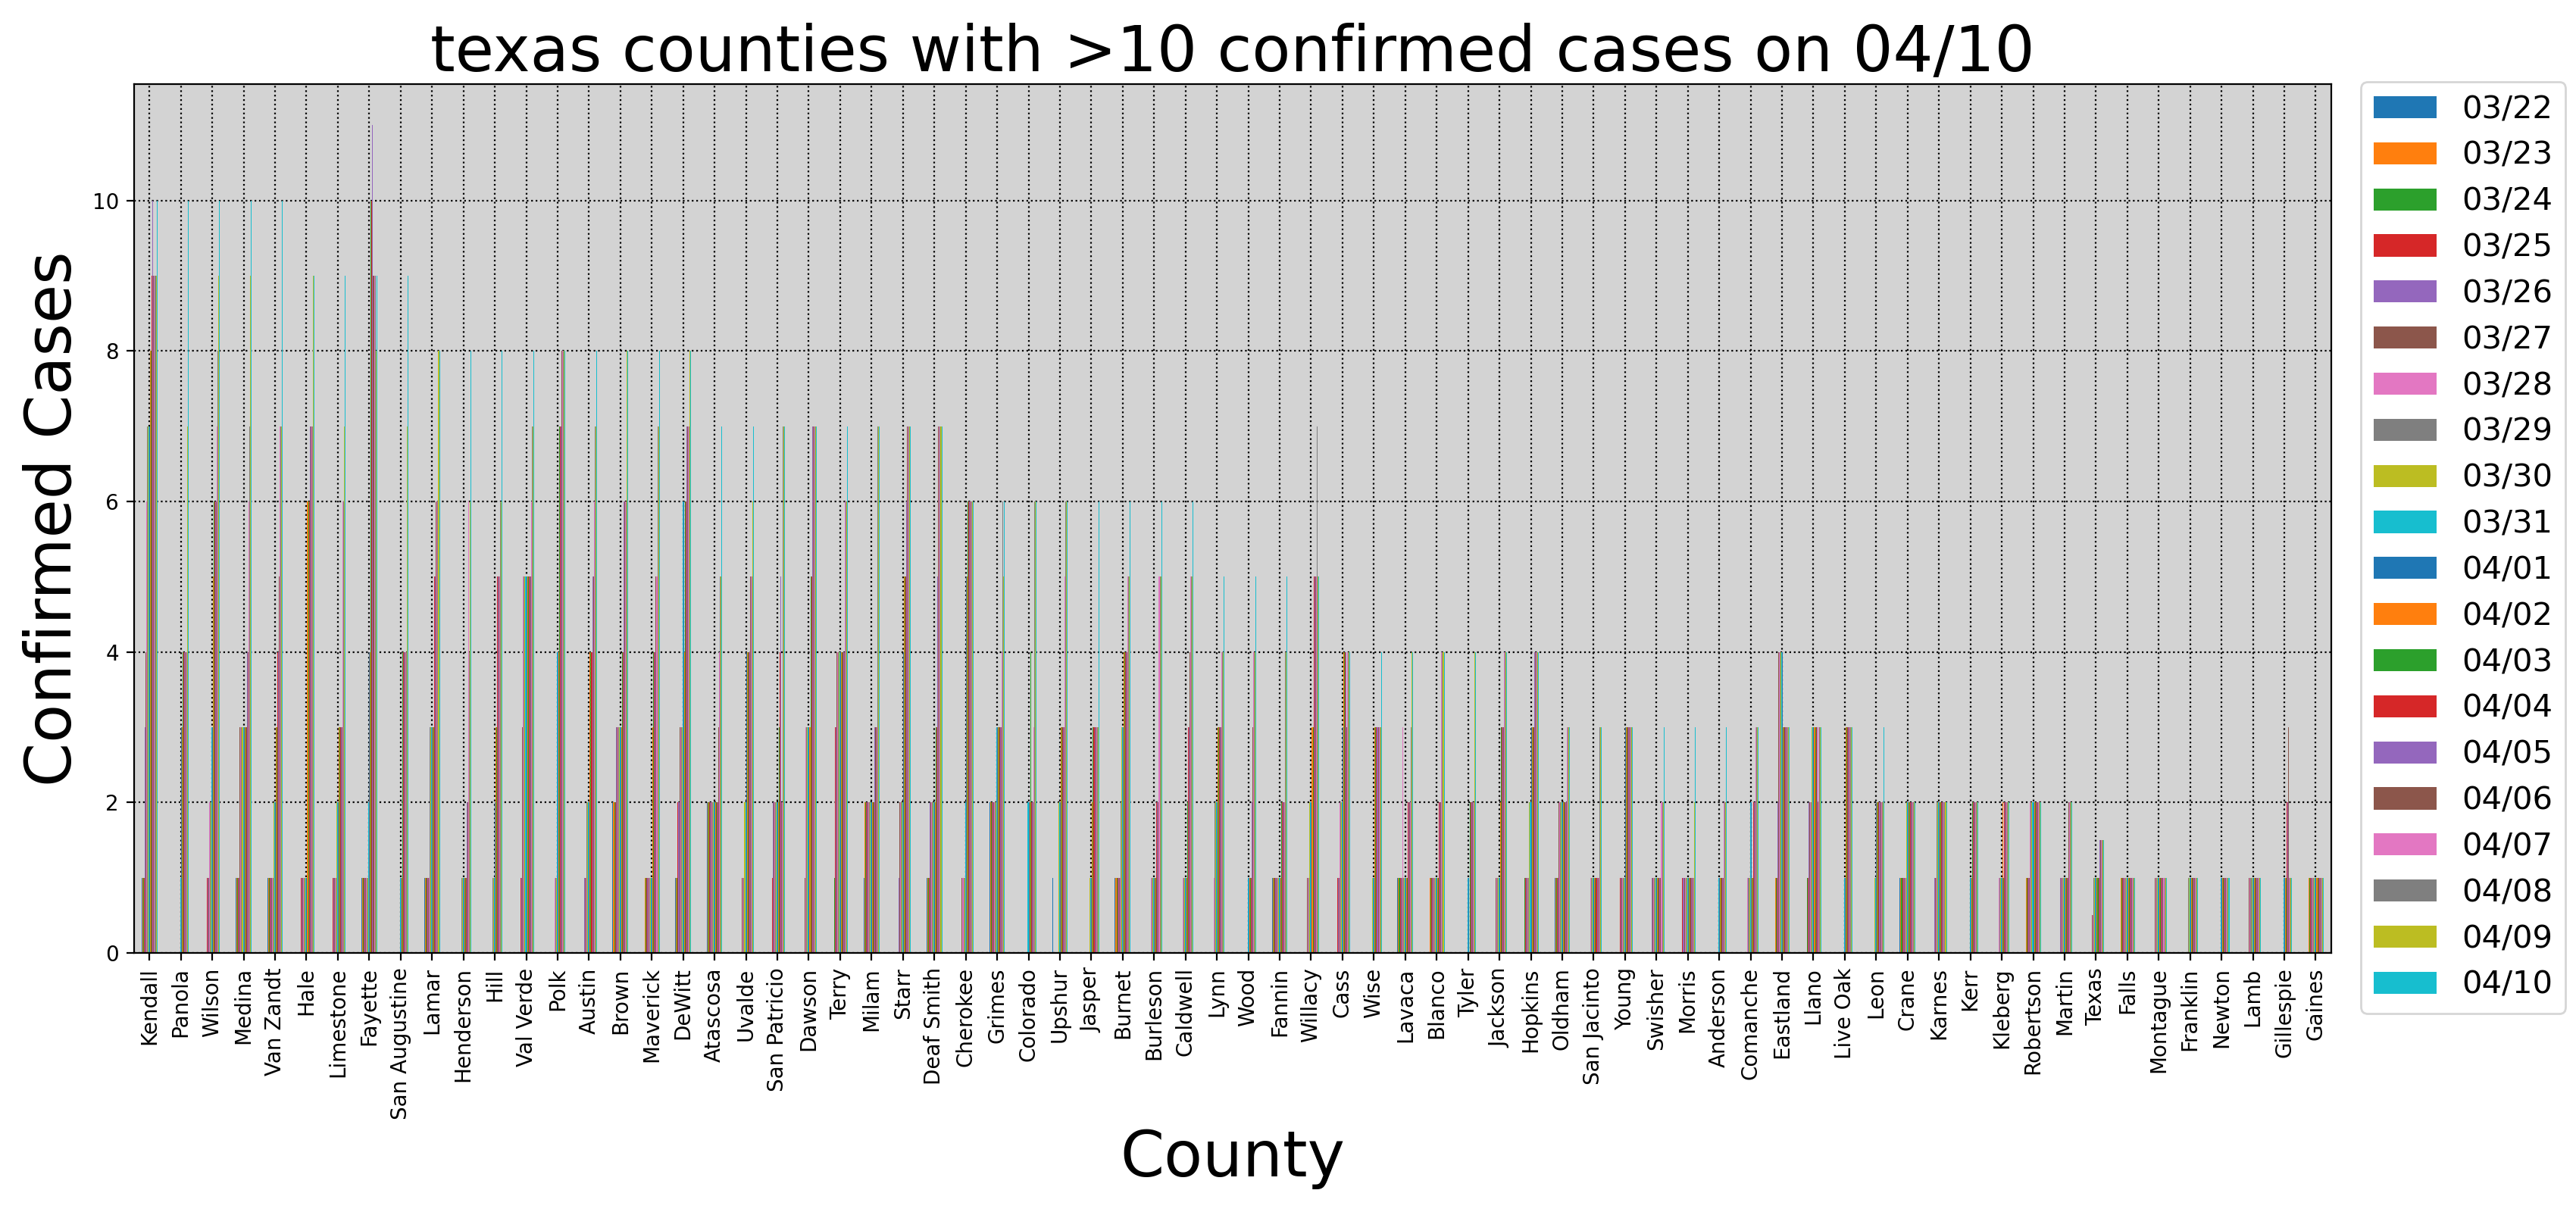 texas counties with >10 confirmed cases on 04/10
Confirmed Cases
10
8
6
4
2
0
Kendall
Panola
Wilson
Medina
Van Zandt
Hale
Limestone
Fayette
San Augustine
Lamar
Henderson
Hill
Val Verde
Polk
Austin
Brown
Maverick
DeWitt
Atascosa
Uvalde
San Patricio
Dawson
Terry
Milam
Starr
Deaf Smith
Cherokee
Grimes
Colorado
Upshur
Jasper
Burnet
Burleson
Caldwell
Lynn
Wood
Fannin
Willacy
Cass
Wise
Lavaca
Blanco
Tyler
Jackson
Hopkins
Oldham
San Jacinto
Young
Swisher
Morris
Anderson
Comanche
Eastland
Llano
Live Oak
Leon
Crane
Karnes
Kerr
Kleberg
Robertson
Martin
Texas
Falls
Montague
Franklin
Newton
Lamb
Gillespie
Gaines
County
03/22
03/23
03/24
03/25
03/26
03/27
03/28
03/29
03/30
03/31
04/01
04/02
04/03
04/04
04/05
04/06
04/07
04/08
04/09
04/10